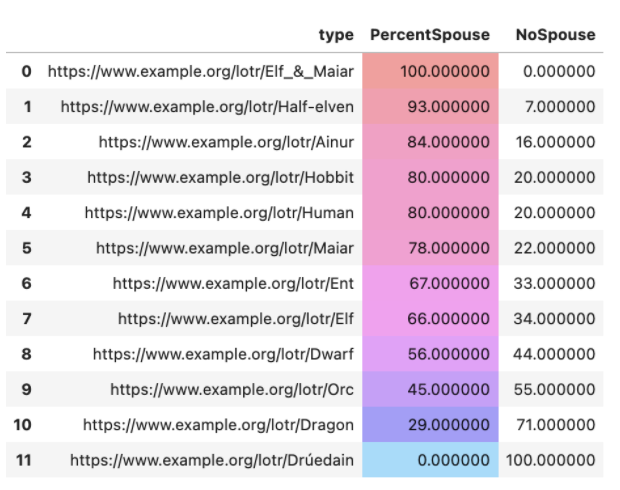 type PercentSpouse NoSpouse
0 https://www.example.org/lotr/Elf_&_Maiar 100.000000 0.000000
1 https://www.example.org/lotr/Half-elven 93.000000 7.000000
2 https://www.example.org/lotr/Ainur 84.000000 16.000000
3 https://www.example.org/lotr/Hobbit 80.000000 20.000000
4 https://www.example.org/lotr/Human 80.000000 20.000000
5 https://www.example.org/lotr/Maiar 78.000000 22.000000
6 https://www.example.org/lotr/Ent 67.000000 33.000000
7 https://www.example.org/lotr/Elf 66.000000 34.000000
8 https://www.example.org/lotr/Dwarf 56.000000 44.000000
9 https://www.example.org/lotr/Orc 45.000000 55.000000
10 https://www.example.org/lotr/Dragon 29.000000 71.000000
11 https://www.example.org/lotr/Drúedain 0.000000 100.000000